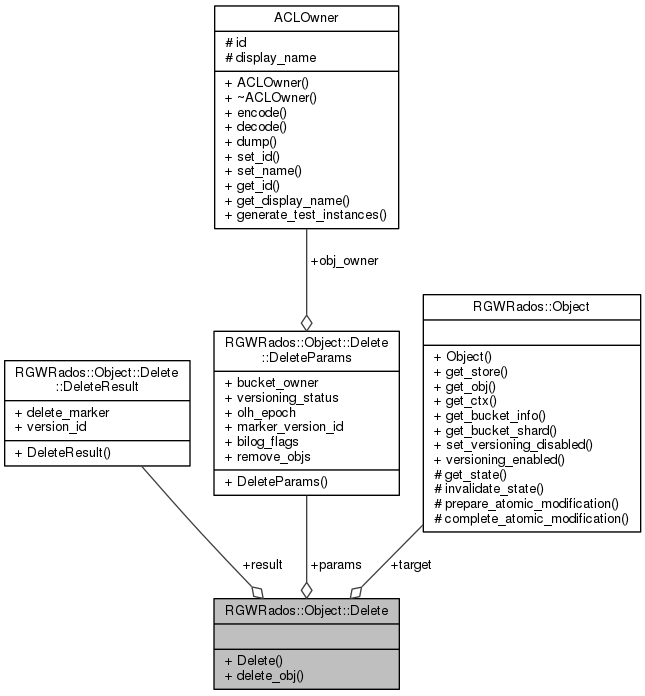 ACLOwner
# id
# display_name
+ ACLOwner()
+ ~ACLOwner()
+ encode()
+ decode()
+ dump()
+ set_id()
+ set_name()
+ get_id()
+ get_display_name()
+ generate_test_instances()
+obj_owner
RGWRados::Object::Delete
::DeleteResult
+ delete_marker
+ version_id
+ DeleteResult()
RGWRados::Object::Delete
::DeleteParams
+ bucket_owner
+ versioning_status
+ olh_epoch
+ marker_version_id
+ bilog_flags
+ remove_objs
+ DeleteParams()
RGWRados::Object
+ Object()
+ get_store()
+ get_obj()
+ get_ctx()
+ get_bucket_info()
+ get_bucket_shard()
+ set_versioning_disabled()
+ versioning_enabled()
# get_state()
# invalidate_state()
# prepare_atomic_modification()
# complete_atomic_modification()
+result
+params
+target
RGWRados::Object::Delete
+ Delete()
+ delete_obj()